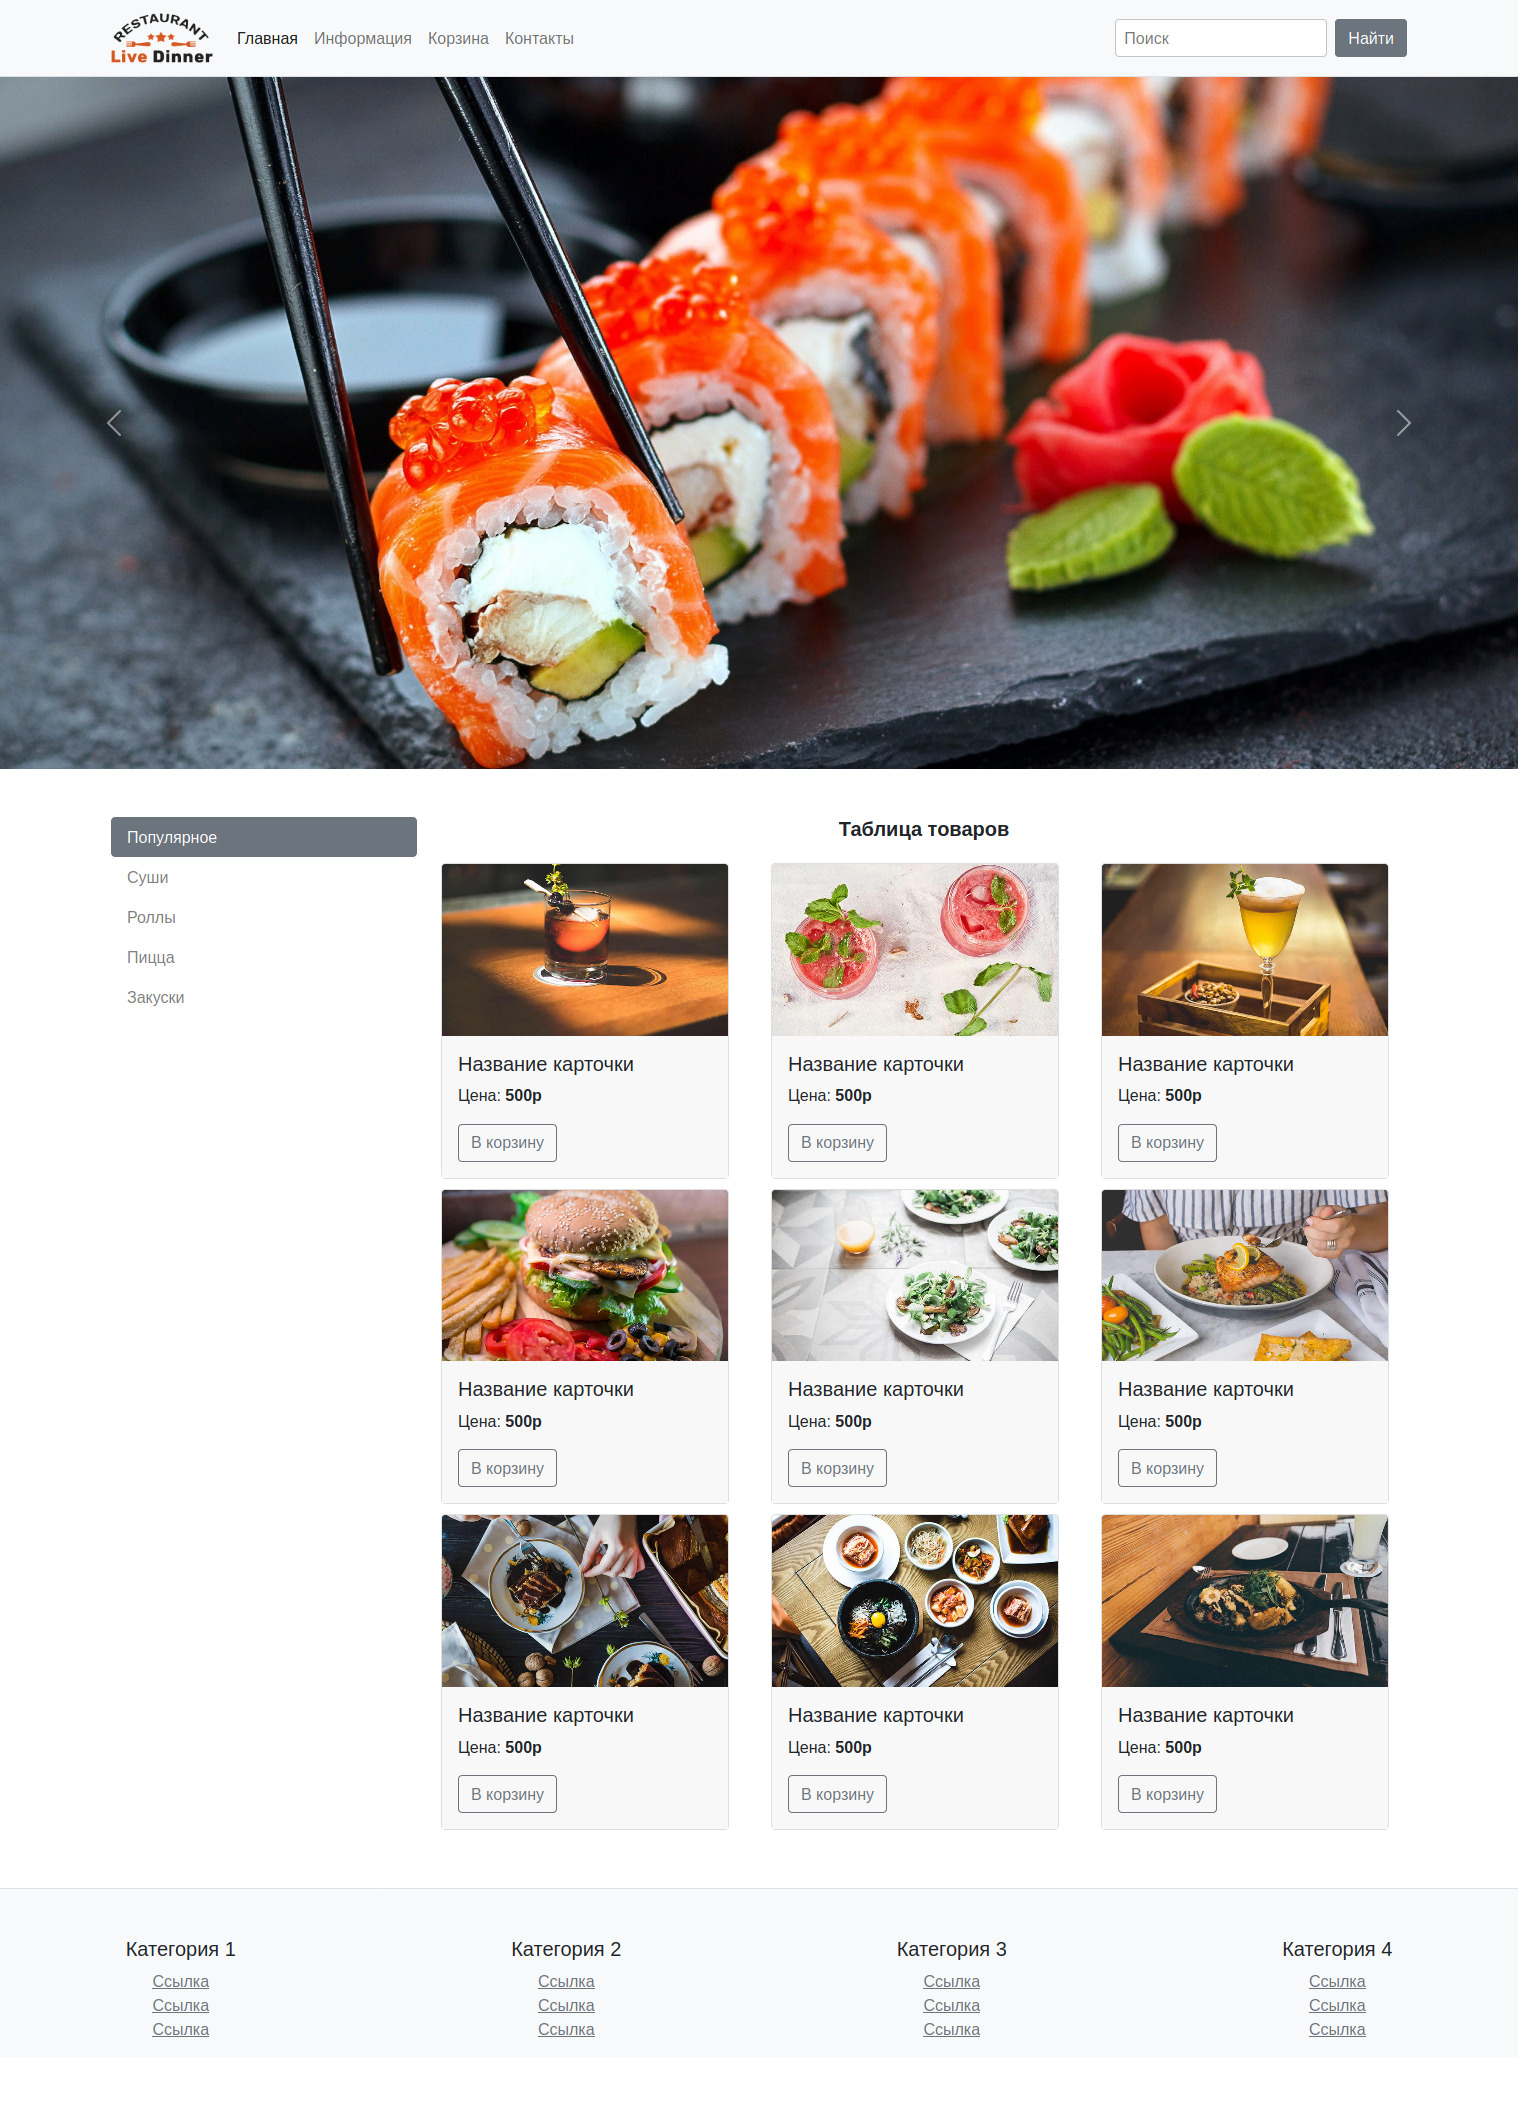 RESTAURANT
Live Dinner
Главная Информация Корзина Контакты
Поиск Найти
Популярное
Суши
Роллы
Пицца
Закуски
Таблица товаров
Название карточки Название карточки Название карточки
Цена: 500р Цена: 500р Цена: 500р
В корзину В корзину В корзину
Название карточки Название карточки Название карточки
Цена: 500р Цена: 500р Цена: 500р
В корзину В корзину В корзину
Название карточки Название карточки Название карточки
Цена: 500р Цена: 500р Цена: 500р
В корзину В корзину В корзину
Категория 1 Категория 2 Категория 3 Категория 4
Ссылка Ссылка Ссылка Ссылка
Ссылка Ссылка Ссылка Ссылка
Ссылка Ссылка Ссылка Ссылка